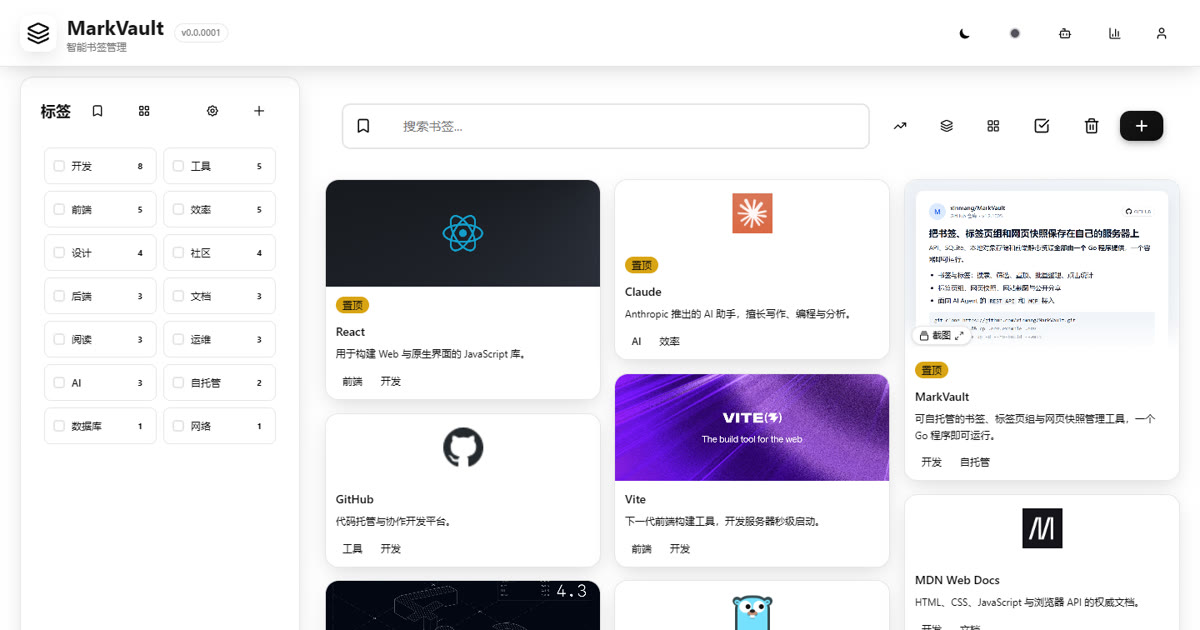 MarkVault
v0.0.0001
智能书签管理
标签
开发 8
工具 5
前端 5
效率 5
设计 4
社区 4
后端 3
文档 3
阅读 3
运维 3
AI 3
自托管 2
数据库 1
网络 1
搜索书签...
置顶
React
用于构建 Web 与原生界面的 JavaScript 库。
前端 开发
GitHub
代码托管与协作开发平台。
工具 开发
4.3
置顶
Claude
Anthropic 推出的 AI 助手，擅长写作、编程与分析。
AI 效率
VITE
The build tool for the web
Vite
下一代前端构建工具，开发服务器秒级启动。
前端 开发
M
xinmang/MarkVault
把书签、标签页组和网页快照保存在自己的服务器上
截图
置顶
MarkVault
可自托管的书签、标签页组与网页快照管理工具，一个
Go 程序即可运行。
开发 自托管
MDN Web Docs
HTML、CSS、JavaScript 与浏览器 API 的权威文档。
开发 文档